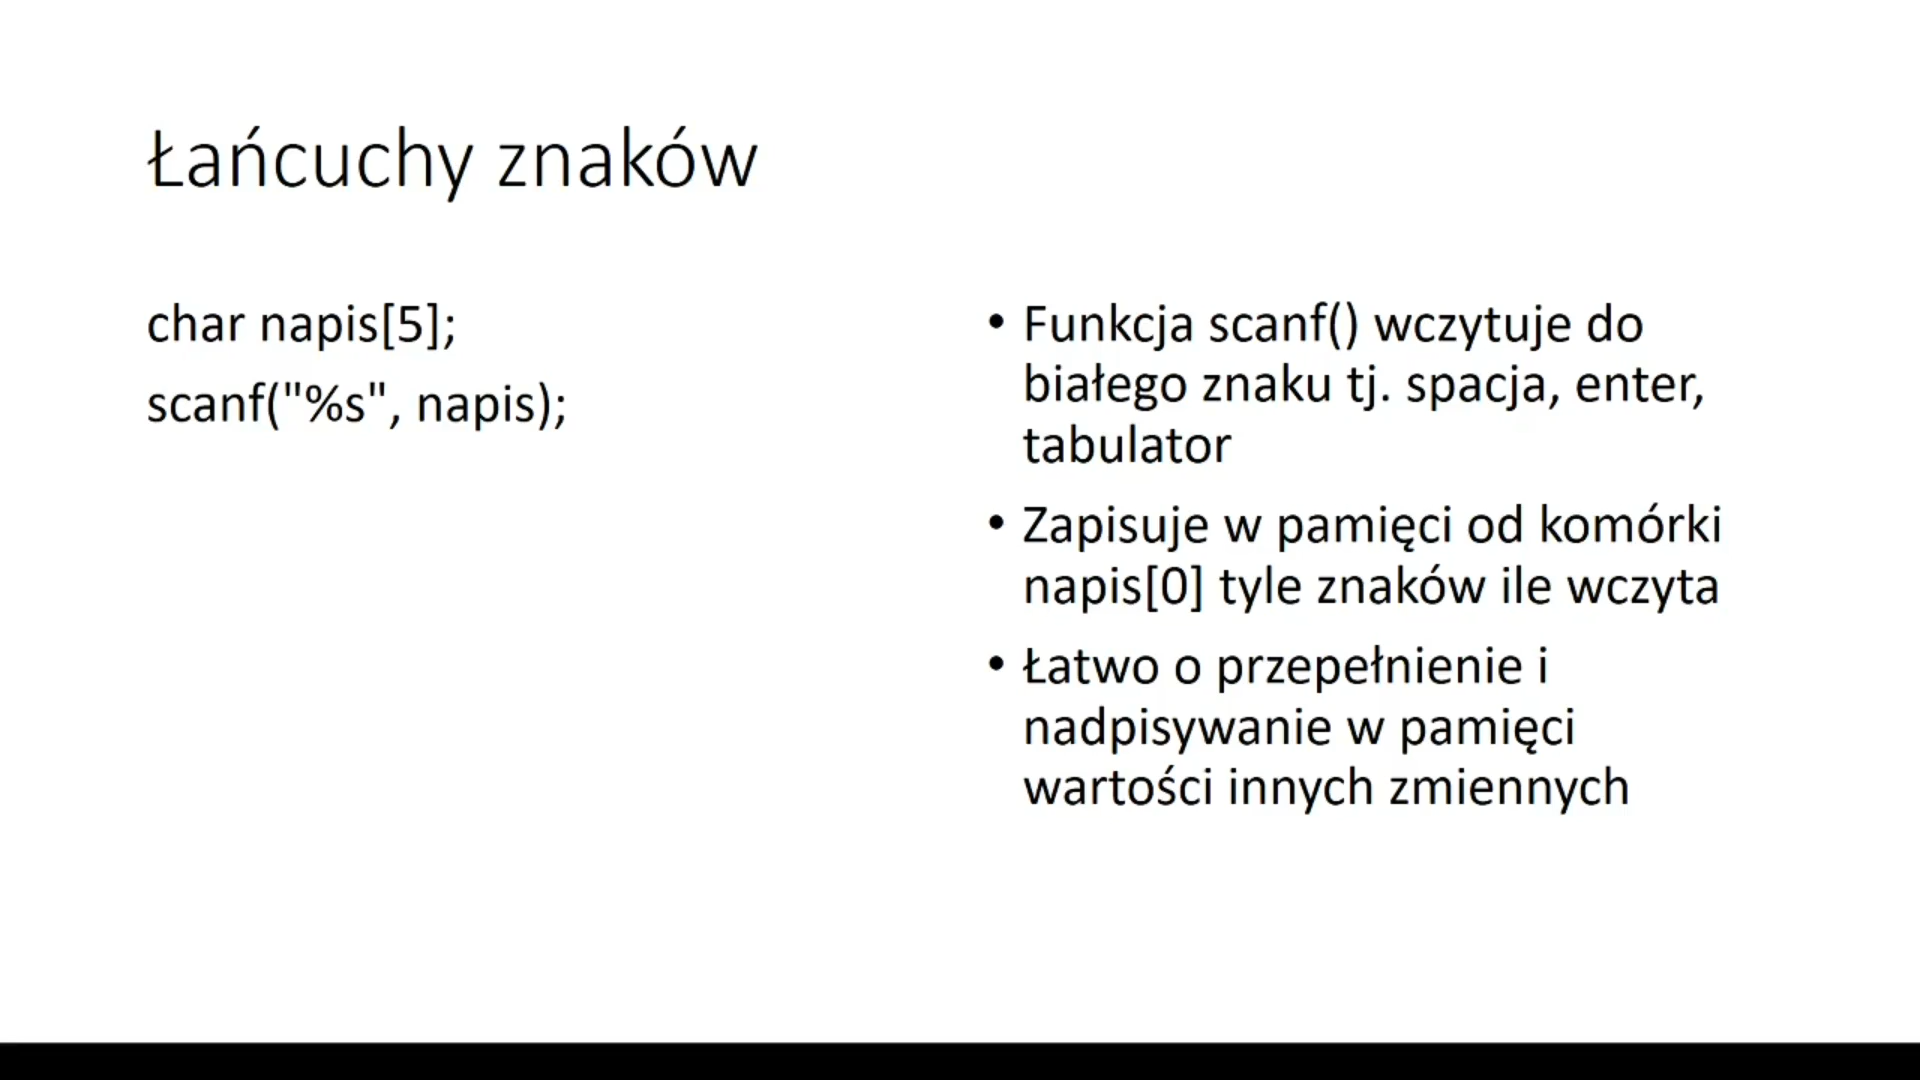 Łańcuchy znaków
char napis[5];
scanf("%s", napis);
• Funkcja scanf() wczytuje do
białego znaku tj. spacja, enter,
tabulator
• Zapisuje w pamięci od komórki
napis[0] tyle znaków ile wczyta
• Łatwo o przepełnienie i
nadpisywanie w pamięci
wartości innych zmiennych